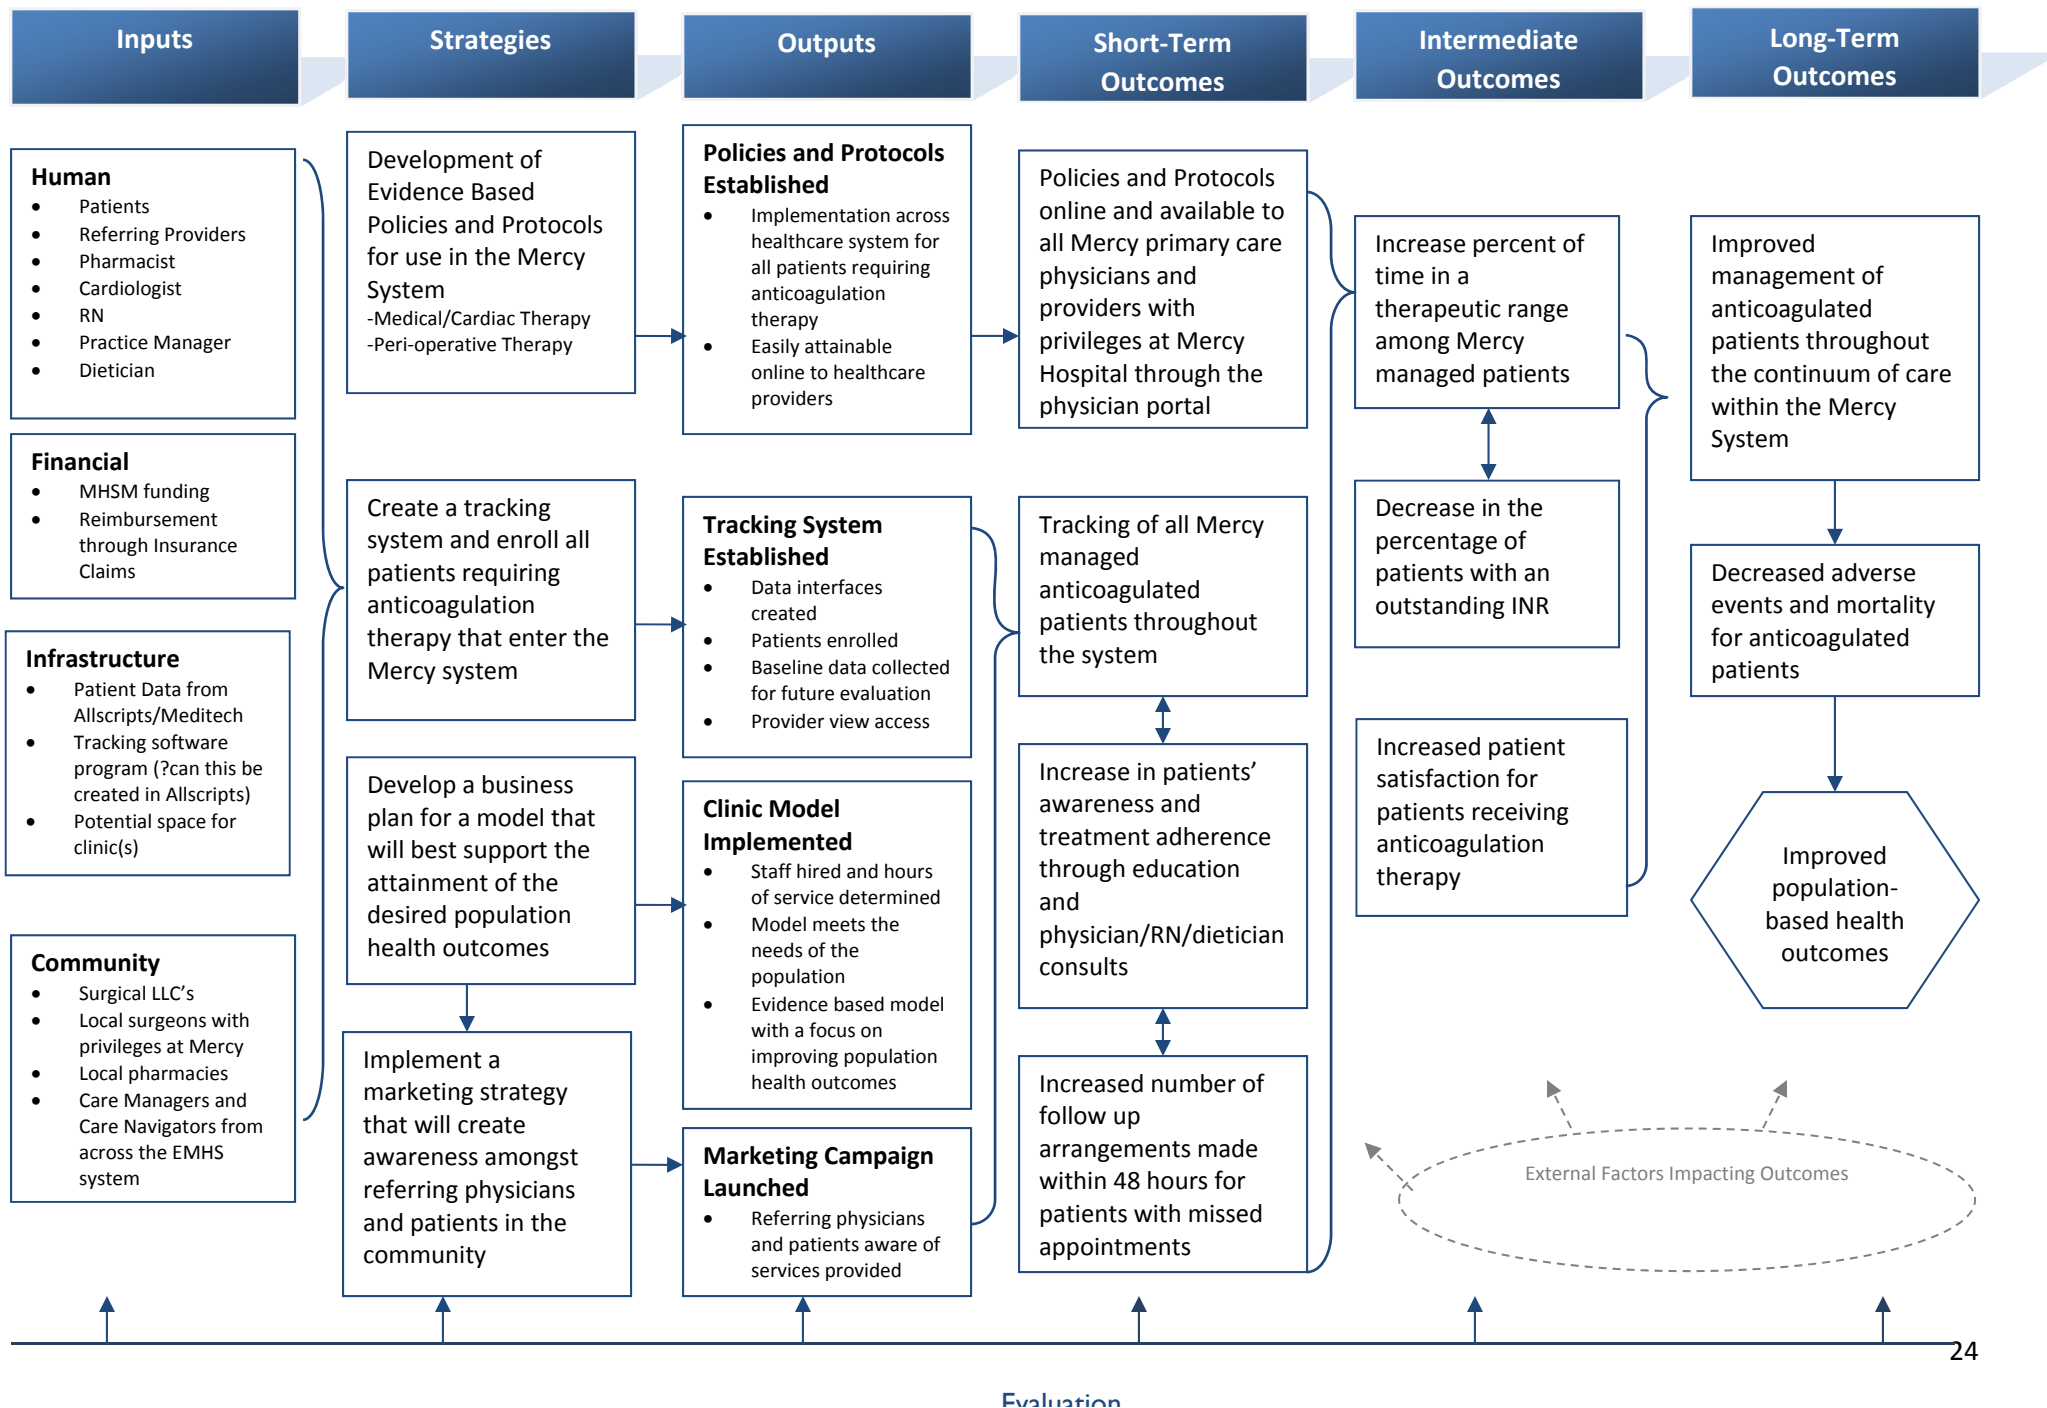 Inputs
Strategies
Outputs
Short-Term
Outcomes
Intermediate
Outcomes
Long-Term
Outcomes
Human
• Patients
• Referring Providers
• Pharmacist
• Cardiologist
• RN
• Practice Manager
• Dietician
Financial
• MHSM funding
• Reimbursement
through Insurance
Claims
Infrastructure
• Patient Data from
Allscripts/Meditech
• Tracking software
program (?can this be
created in Allscripts)
• Potential space for
clinic(s)
Community
• Surgical LLC’s
• Local surgeons with
privileges at Mercy
• Local pharmacies
• Care Managers and
Care Navigators from
across the EMHS
system
Development of
Evidence Based
Policies and Protocols
for use in the Mercy
System
-Medical/Cardiac Therapy
-Peri-operative Therapy
Create a tracking
system and enroll all
patients requiring
anticoagulation
therapy that enter the
Mercy system
Develop a business
plan for a model that
will best support the
attainment of the
desired population
health outcomes
Implement a
marketing strategy
that will create
awareness amongst
referring physicians
and patients in the
community
Policies and Protocols
Established
• Implementation across
healthcare system for
all patients requiring
anticoagulation
therapy
• Easily attainable
online to healthcare
providers
Tracking System
Established
• Data interfaces
created
• Patients enrolled
• Baseline data collected
for future evaluation
• Provider view access
Clinic Model
Implemented
• Staff hired and hours
of service determined
• Model meets the
needs of the
population
• Evidence based model
with a focus on
improving population
health outcomes
Marketing Campaign
Launched
• Referring physicians
and patients aware of
services provided
Policies and Protocols
online and available to
all Mercy primary care
physicians and
providers with
privileges at Mercy
Hospital through the
physician portal
Tracking of all Mercy
managed
anticoagulated
patients throughout
the system
Increase in patients’
awareness and
treatment adherence
through education
and
physician/RN/dietician
consults
Increased number of
follow up
arrangements made
within 48 hours for
patients with missed
appointments
Increase percent of
time in a
therapeutic range
among Mercy
managed patients
Decrease in the
percentage of
patients with an
outstanding INR
Increased patient
satisfaction for
patients receiving
anticoagulation
therapy
Improved
management of
anticoagulated
patients throughout
the continuum of care
within the Mercy
System
Decreased adverse
events and mortality
for anticoagulated
patients
Improved
population-
based health
outcomes
External Factors Impacting Outcomes
24
Evaluation